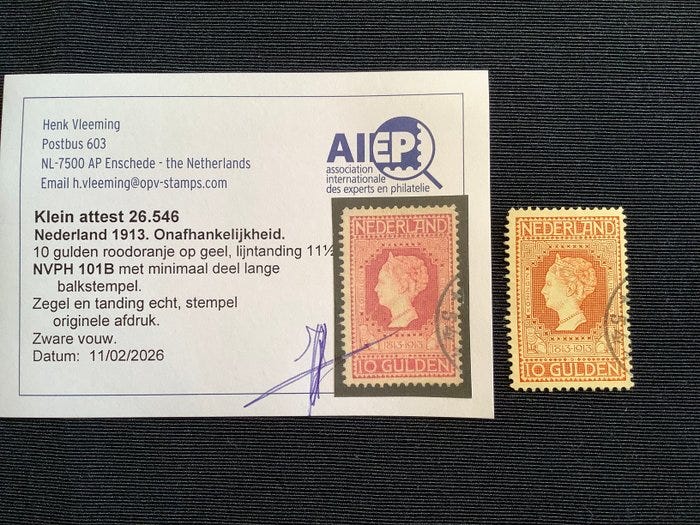 Henk Vleeming
Postbus 603
NL-7500 AP Enschede - the Netherlands
Email h.vleeming@opv-stamps.com
AIEP
association
internationale
des experts en philatelie
Klein attest 26.546
Nederland 1913. Onafhankelijkheid.
10 gulden roodoranje op geel, lijntanding 11½
NVPH 101B met minimaal deel lange
balkstempel.
Zegel en tanding echt, stempel
originele afdruk.
Zware vouw.
Datum: 11/02/2026
NEDERLAND
1813-1913
10 GULDEN
NEDERLAND
1813-1913
10 GULDEN